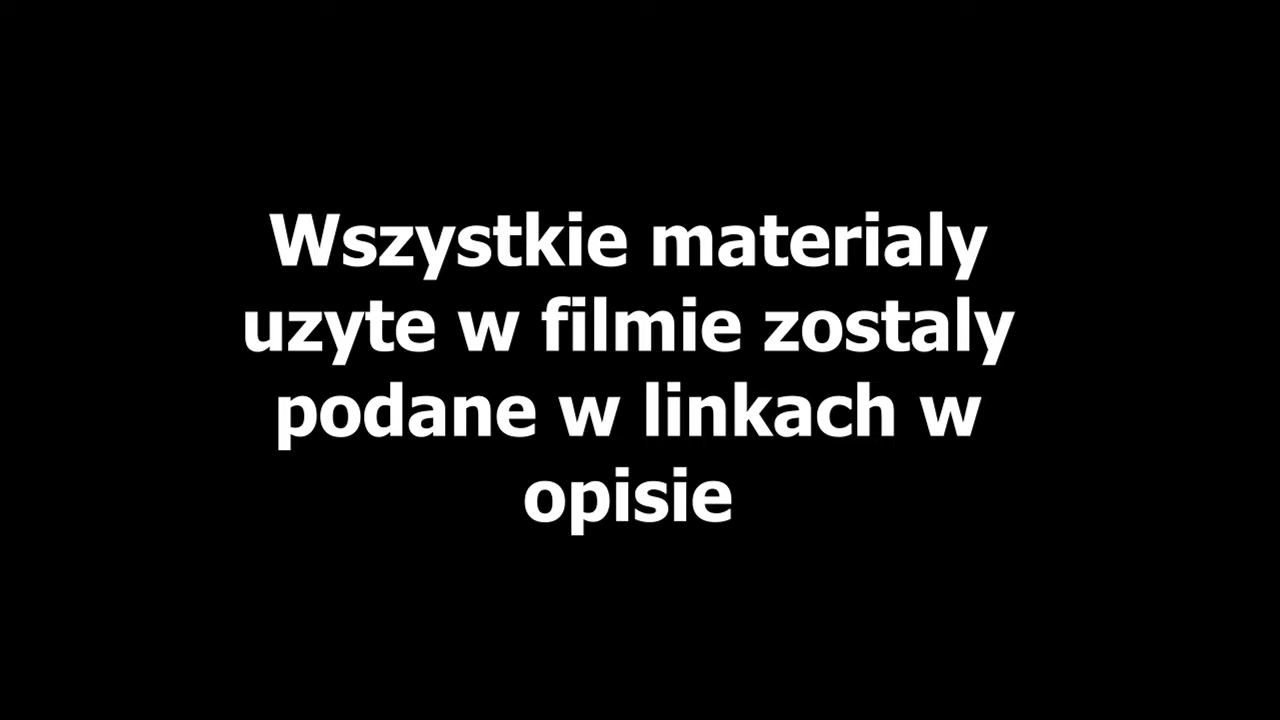 Wszystkie materialy
uzyte w filmie zostaly
podane w linkach w
opisie